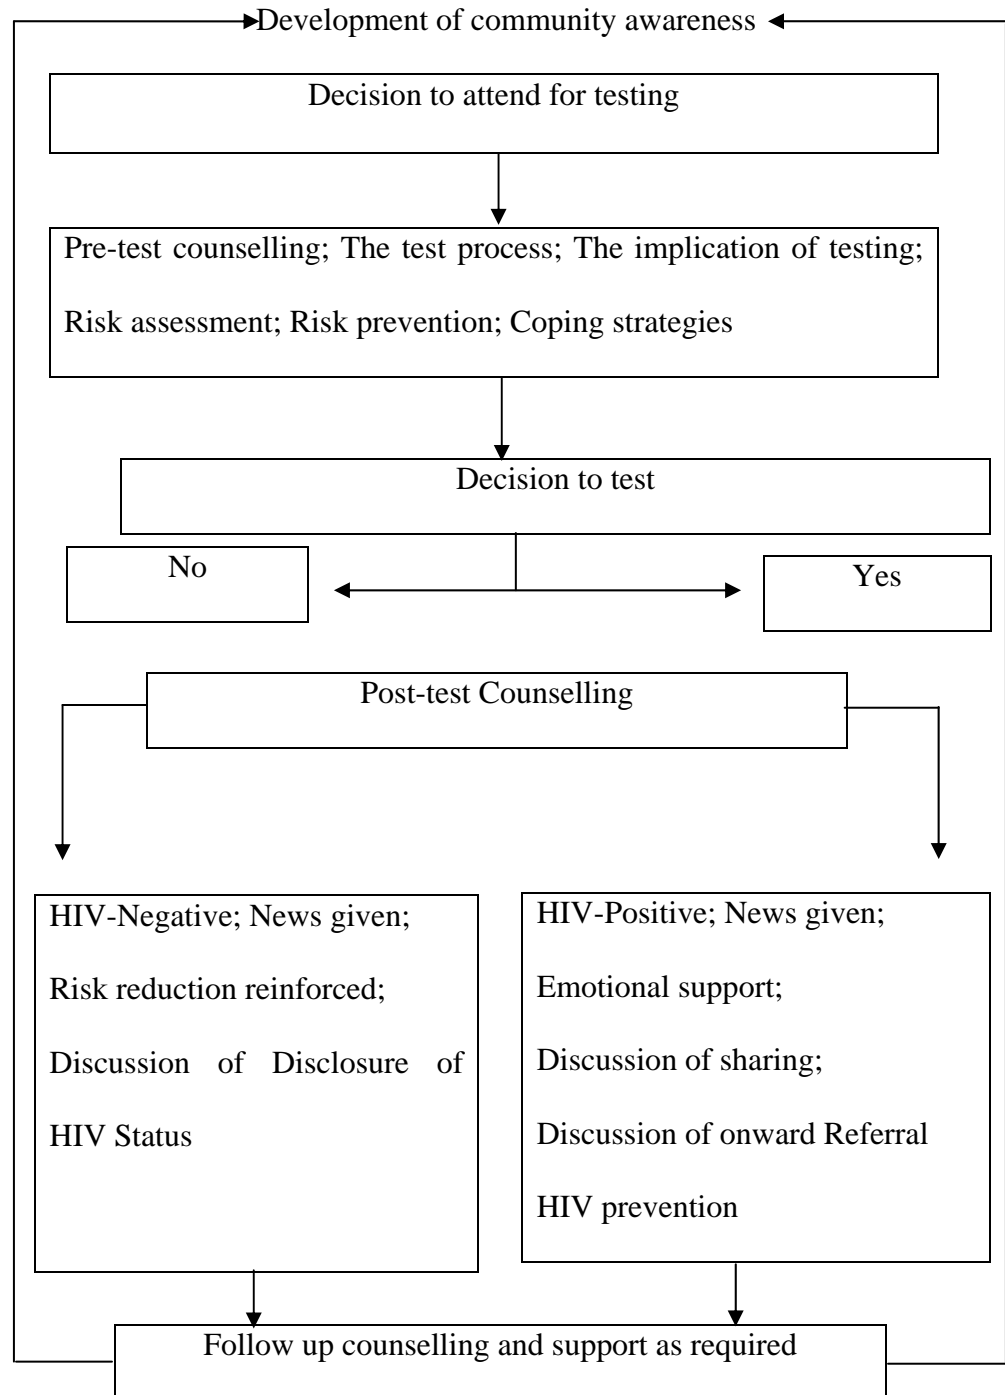 Development of community awareness
Decision to attend for testing
Pre-test counselling; The test process; The implication of testing;
Risk assessment; Risk prevention; Coping strategies
Decision to test
No
Yes
Post-test Counselling
HIV-Negative; News given;
Risk reduction reinforced;
Discussion of Disclosure of
HIV Status
HIV-Positive; News given;
Emotional support;
Discussion of sharing;
Discussion of onward Referral
HIV prevention
Follow up counselling and support as required